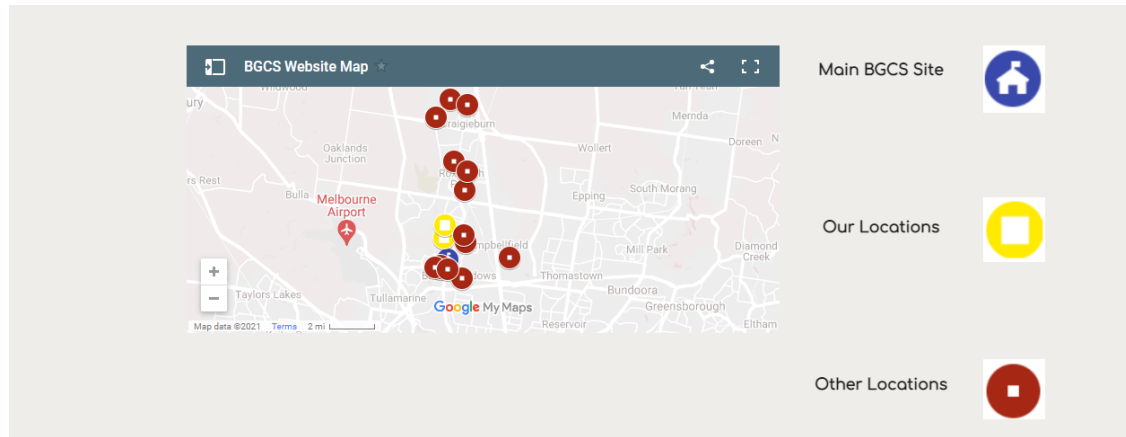 BGCS Website Map
Wildwood
Craigieburn
Mernda
Oaklands
Junction
Wollert
Doreen
Bulla
Melbourne
Airport
Epping
South Morang
Campbellfield
Mill Park
Diamond
Creek
Thomastown
Bundoora
Taylors Lakes
Tullamarine
Greensborough
Google My Maps
Reservoir
Eltham
+
−
Map data ©2021 Terms 2 mi
Main BGCS Site
Our Locations
Other Locations